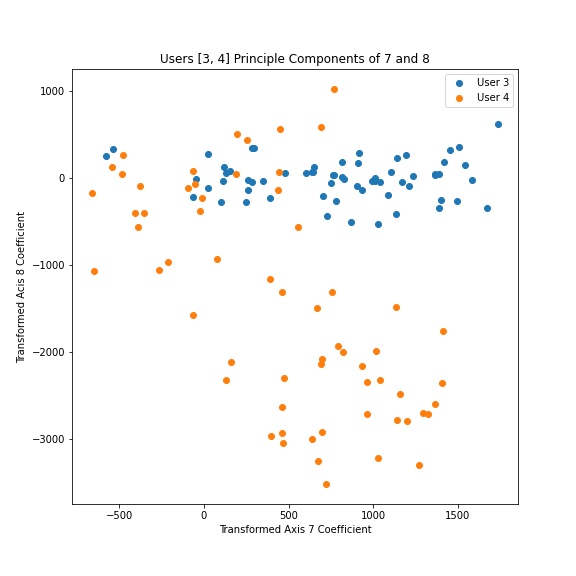 Users [3, 4] Principle Components of 7 and 8
User 3
User 4
Transformed Acis 8 Coefficient
1000
0
−1000
−2000
−3000
−500
0
500
1000
1500
Transformed Axis 7 Coefficient